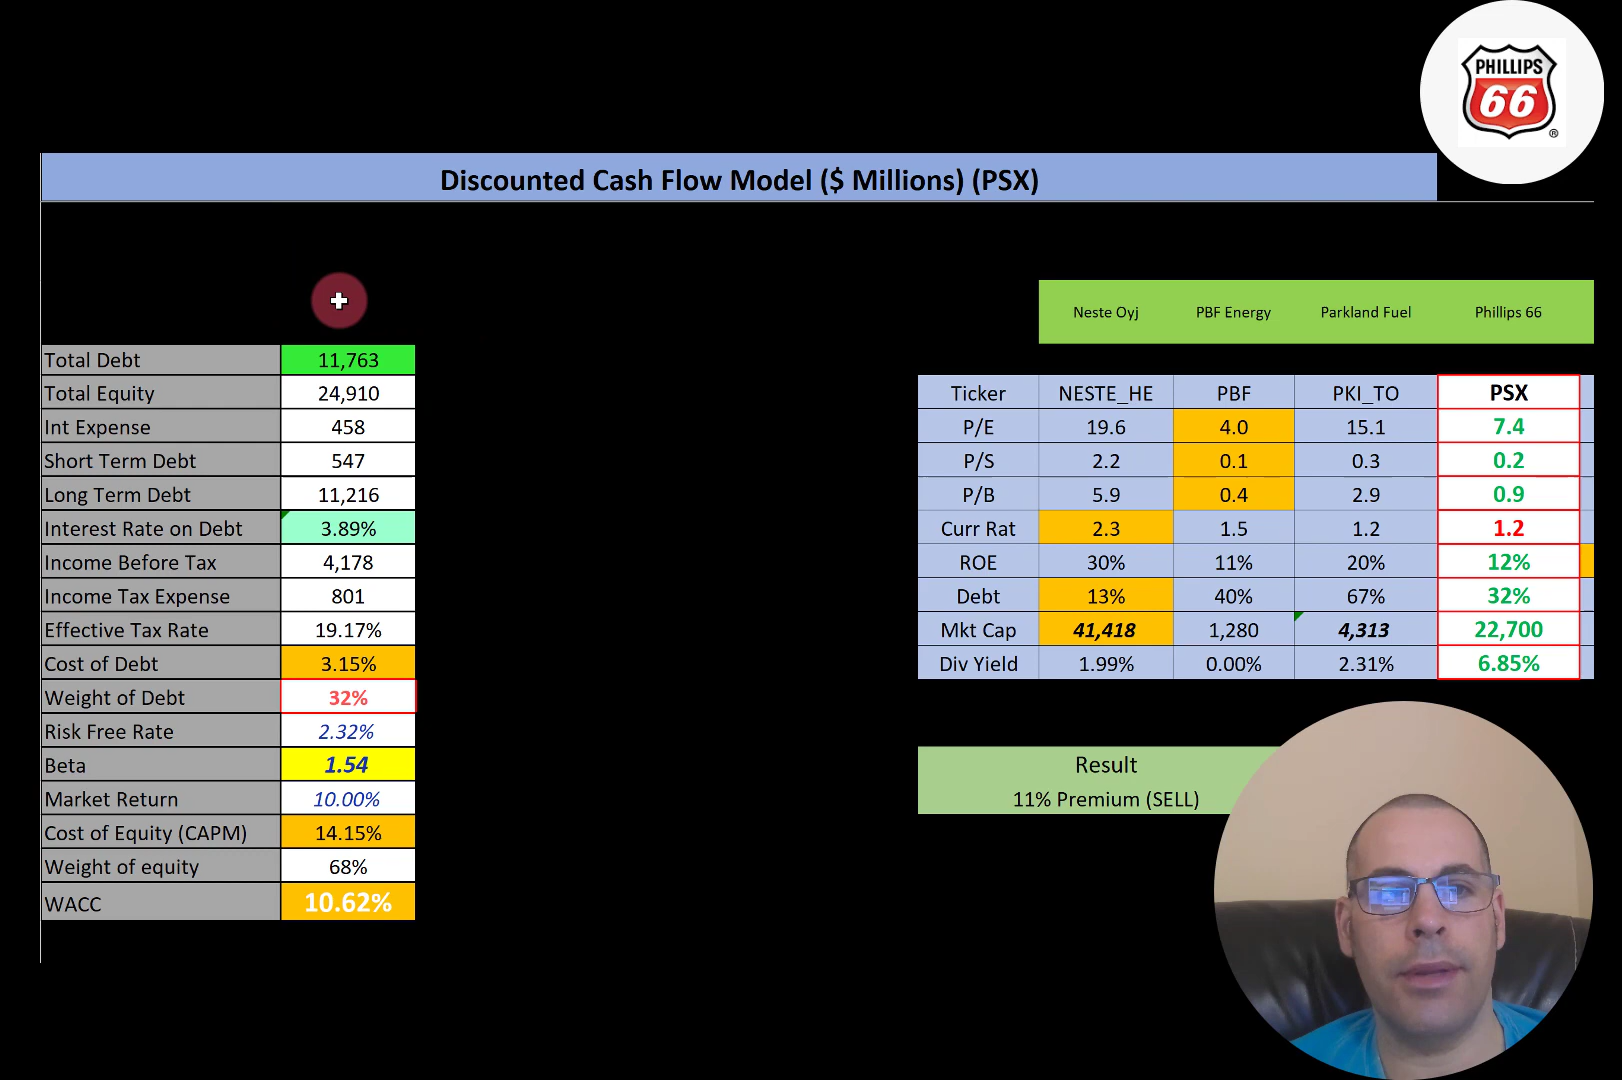 PHILLIPS
66
®
Discounted Cash Flow Model ($ Millions) (PSX)
Total Debt 11,763
Total Equity 24,910
Int Expense 458
Short Term Debt 547
Long Term Debt 11,216
Interest Rate on Debt 3.89%
Income Before Tax 4,178
Income Tax Expense 801
Effective Tax Rate 19.17%
Cost of Debt 3.15%
Weight of Debt 32%
Risk Free Rate 2.32%
Beta 1.54
Market Return 10.00%
Cost of Equity (CAPM) 14.15%
Weight of equity 68%
WACC 10.62%
Neste Oyj PBF Energy Parkland Fuel Phillips 66
Ticker NESTE_HE PBF PKI_TO PSX
P/E 19.6 4.0 15.1 7.4
P/S 2.2 0.1 0.3 0.2
P/B 5.9 0.4 2.9 0.9
Curr Rat 2.3 1.5 1.2 1.2
ROE 30% 11% 20% 12%
Debt 13% 40% 67% 32%
Mkt Cap 41,418 1,280 4,313 22,700
Div Yield 1.99% 0.00% 2.31% 6.85%
Result
11% Premium (SELL)